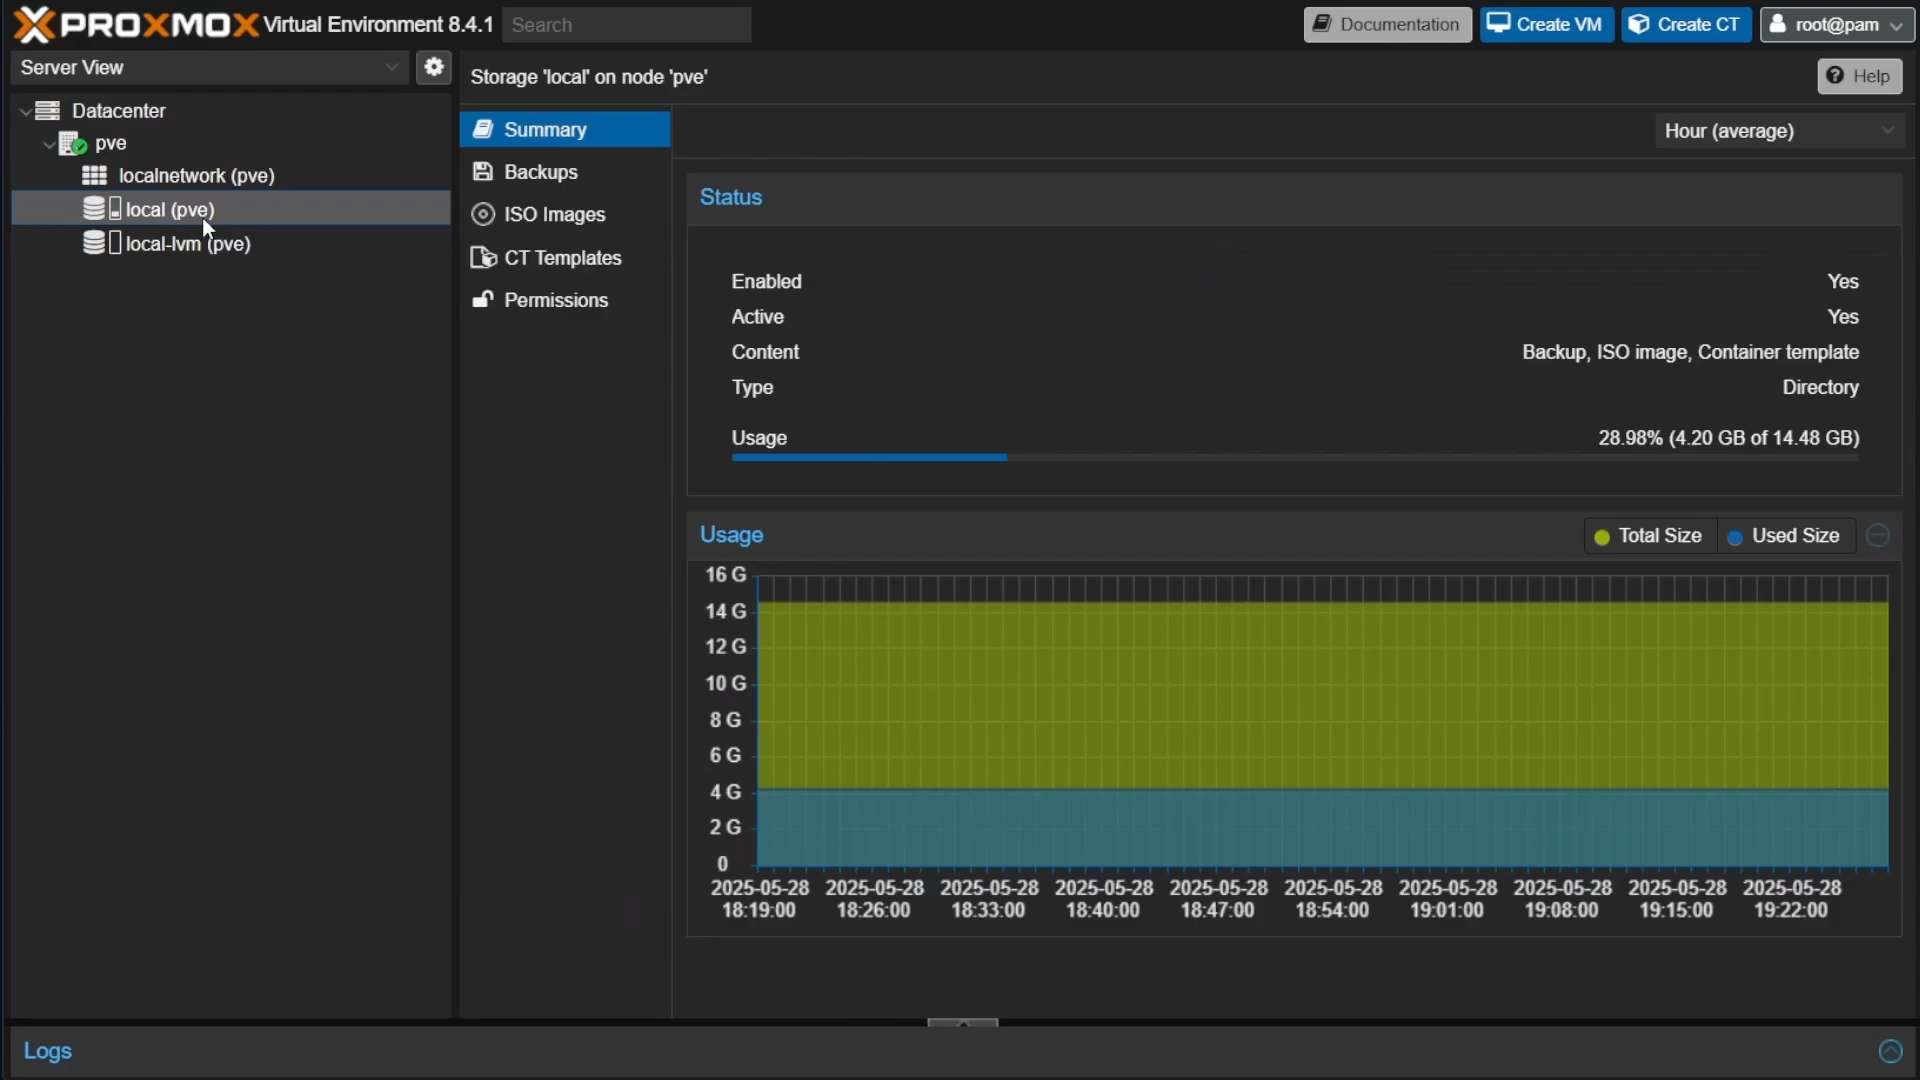 PROXMOX Virtual Environment 8.4.1
Search
Documentation
Create VM
Create CT
root@pam
Server View
Storage 'local' on node 'pve'
Help
Datacenter
pve
localnetwork (pve)
local (pve)
local-lvm (pve)
Summary
Backups
ISO Images
CT Templates
Permissions
Hour (average)
Status
Enabled Yes
Active Yes
Content Backup, ISO image, Container template
Type Directory
Usage 28.98% (4.20 GB of 14.48 GB)
Usage
Total Size
Used Size
16 G
14 G
12 G
10 G
8 G
6 G
4 G
2 G
0
2025-05-28 2025-05-28 2025-05-28 2025-05-28 2025-05-28 2025-05-28 2025-05-28 2025-05-28 2025-05-28 2025-05-28
18:19:00 18:26:00 18:33:00 18:40:00 18:47:00 18:54:00 19:01:00 19:08:00 19:15:00 19:22:00
Logs